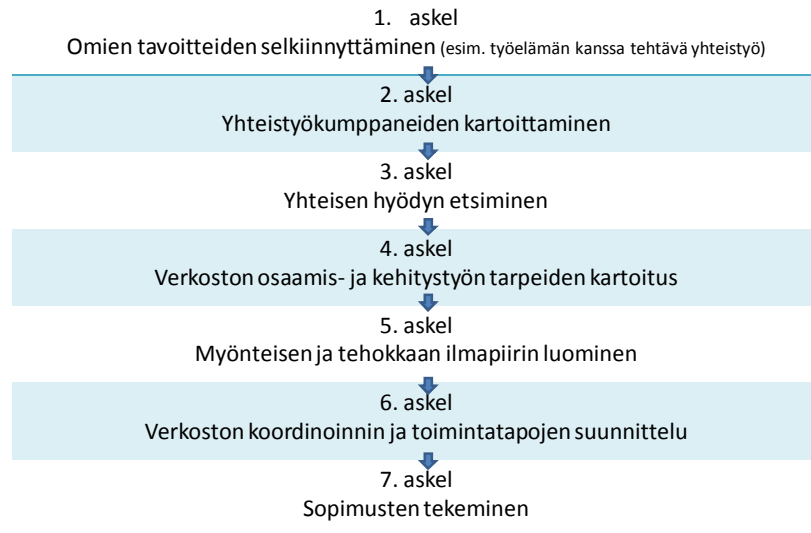 1. askel
Omien tavoitteiden selkiinnyttäminen (esim. työelämän kanssa tehtävä yhteistyö)
2. askel
Yhteistyökumppaneiden kartoittaminen
3. askel
Yhteisen hyödyn etsiminen
4. askel
Verkoston osaamis- ja kehitystyön tarpeiden kartoitus
5. askel
Myönteisen ja tehokkaan ilmapiirin luominen
6. askel
Verkoston koordinoinnin ja toimintatapojen suunnittelu
7. askel
Sopimusten tekeminen